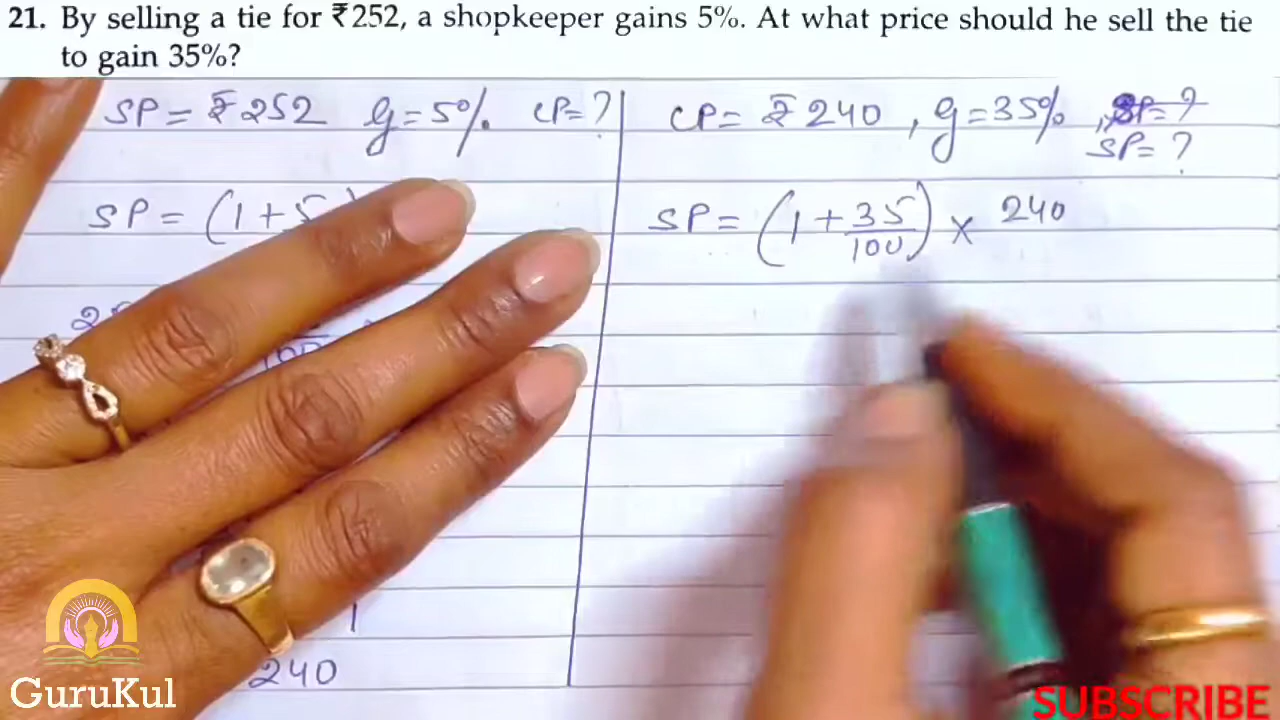 21. By selling a tie for ₹252, a shopkeeper gains 5%. At what price should he sell the tie
to gain 35%?
SP = ₹252 g = 5%. CP = ?
SP = (1 + 5
100
1
240
CP = ₹240, g = 35%,
SP = ?
SP = (1 + 35/100) × 240
GuruKul
SUBSCRIBE